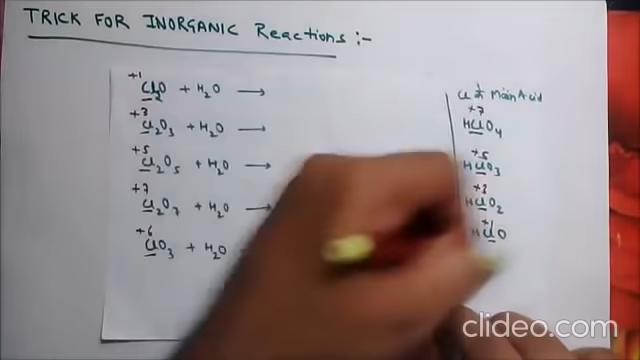 TRICK FOR INORGANIC Reactions :-
+1
Cl2O + H2O →
+3
Cl2O3 + H2O →
+5
Cl2O5 + H2O →
+7
Cl2O7 + H2O →
+6
ClO3 + H2O
Main Acid
+7
HClO4
+5
HClO3
+3
HClO2
+1
HClO
clideo.com